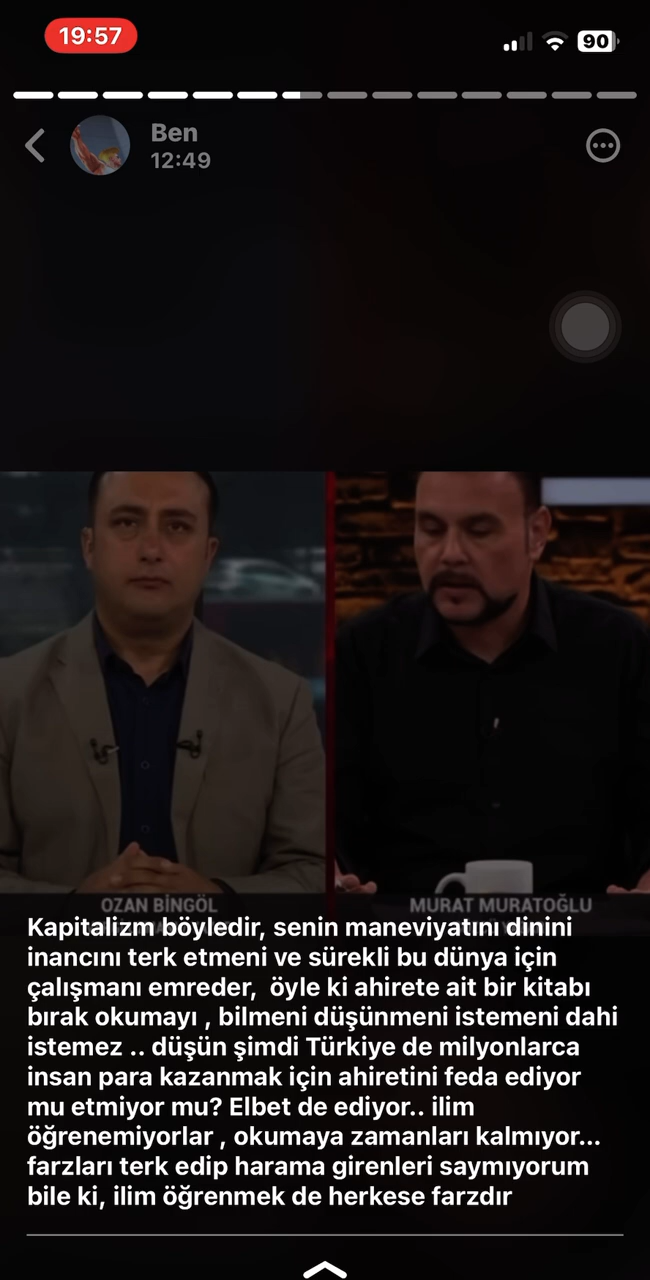 19:57
90
Ben
12:49
OZAN BİNGÖL
MURAT MURATOĞLU
Kapitalizm böyledir, senin maneviyatını dinini
inancını terk etmeni ve sürekli bu dünya için
çalışmanı emreder,  öyle ki ahirete ait bir kitabı
bırak okumayı , bilmeni düşünmeni istemeni dahi
istemez .. düşün şimdi Türkiye de milyonlarca
insan para kazanmak için ahiretini feda ediyor
mu etmiyor mu? Elbet de ediyor.. ilim
öğrenemiyorlar , okumaya zamanları kalmıyor...
farzları terk edip harama girenleri saymıyorum
bile ki, ilim öğrenmek de herkese farzdır